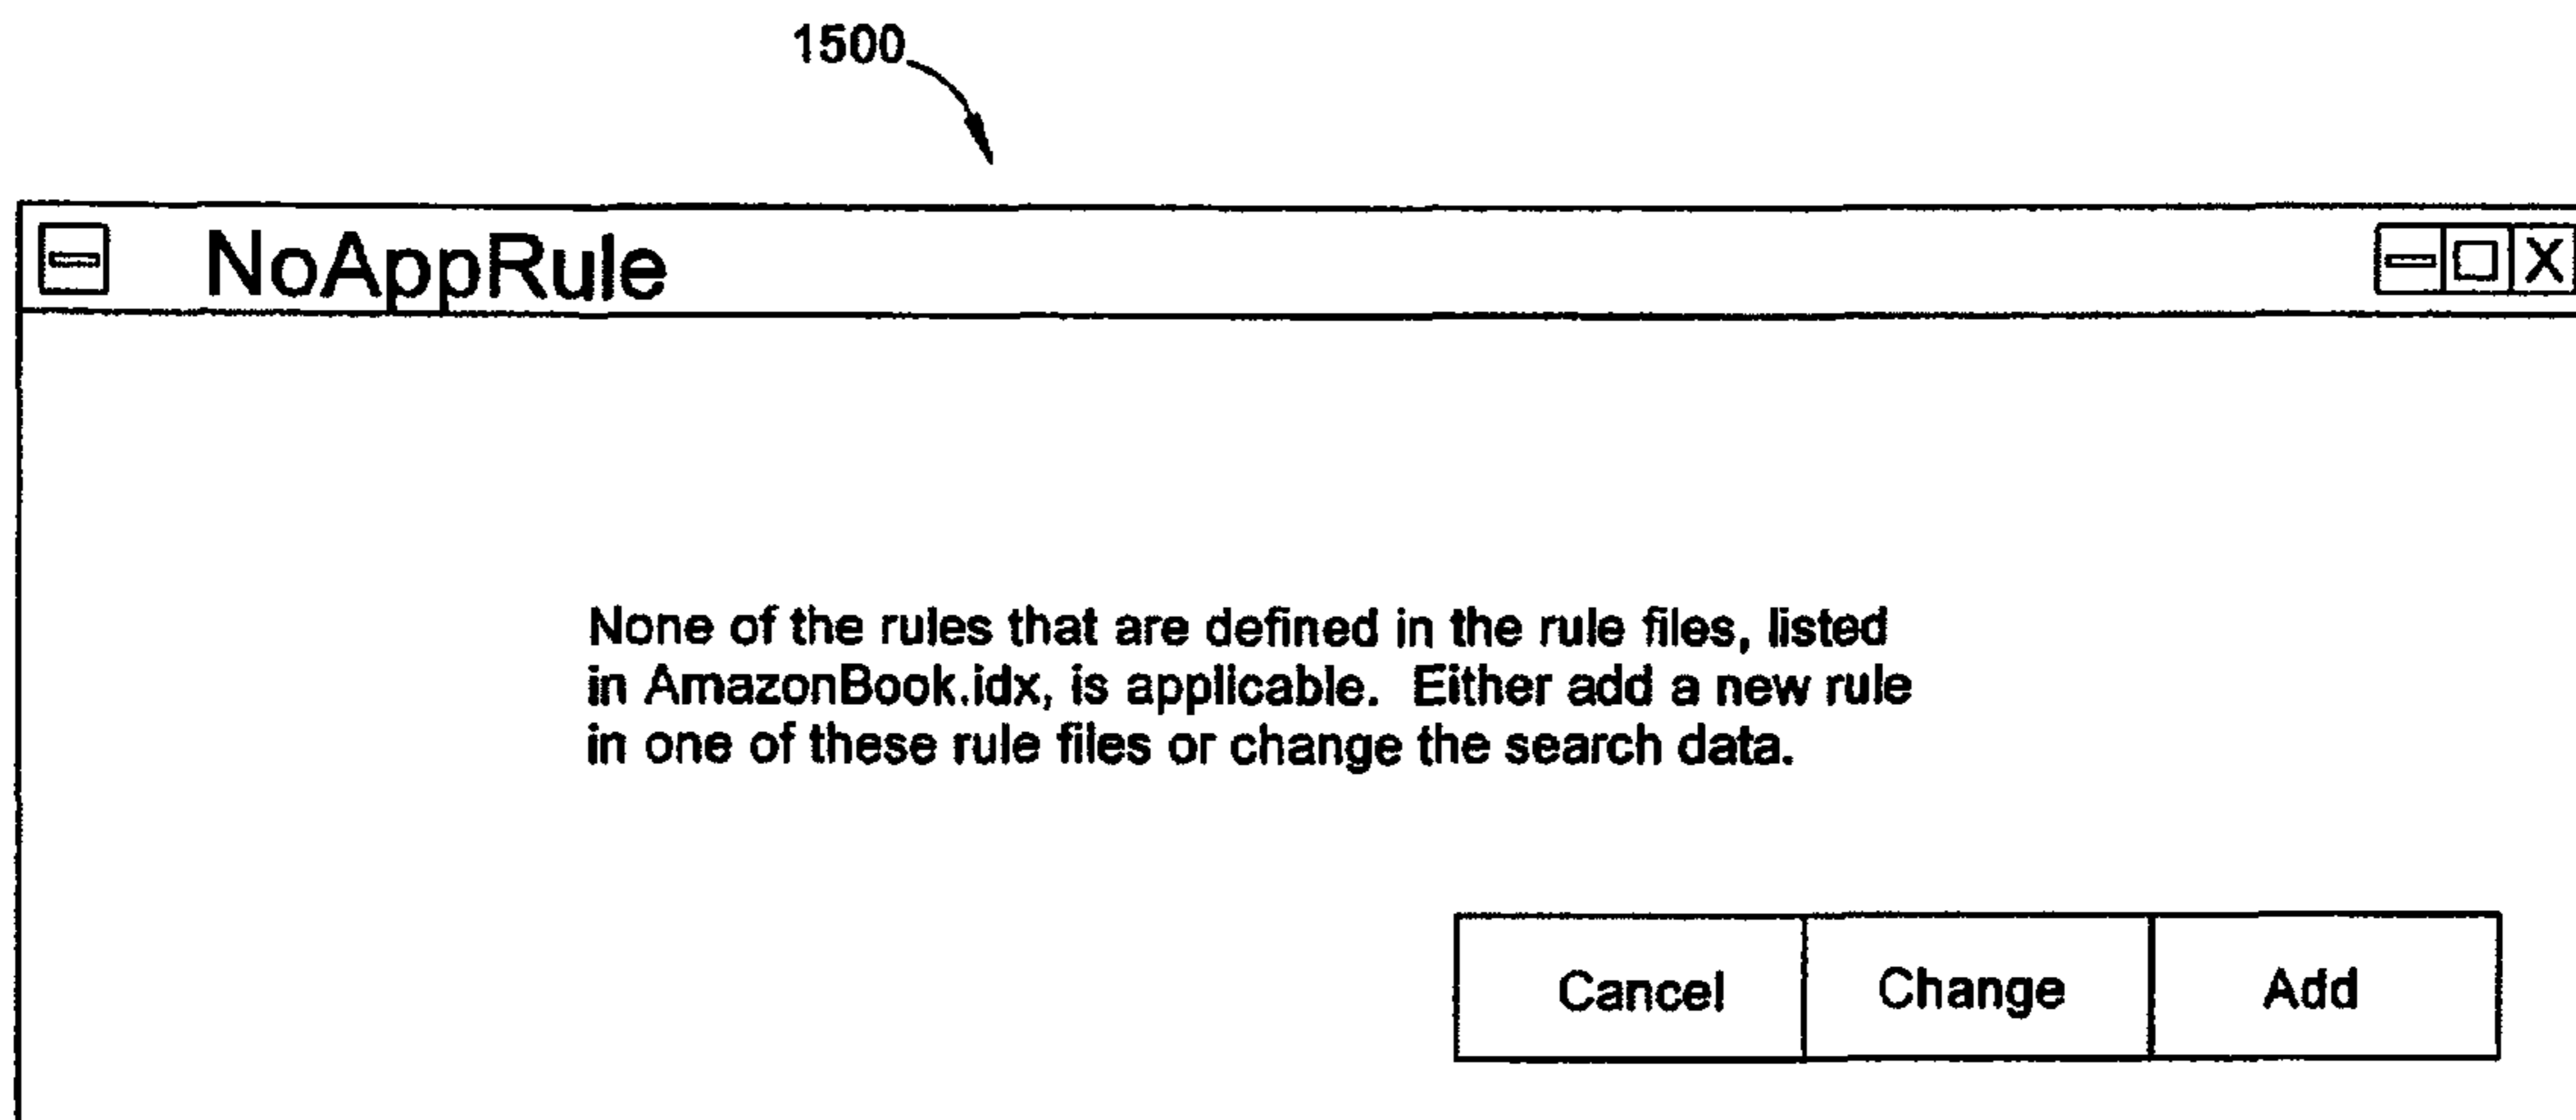 1500
NoAppRule
X
None of the rules that are defined in the rule files, listed
in AmazonBook.idx, is applicable. Either add a new rule
in one of these rule files or change the search data.
Cancel Change Add